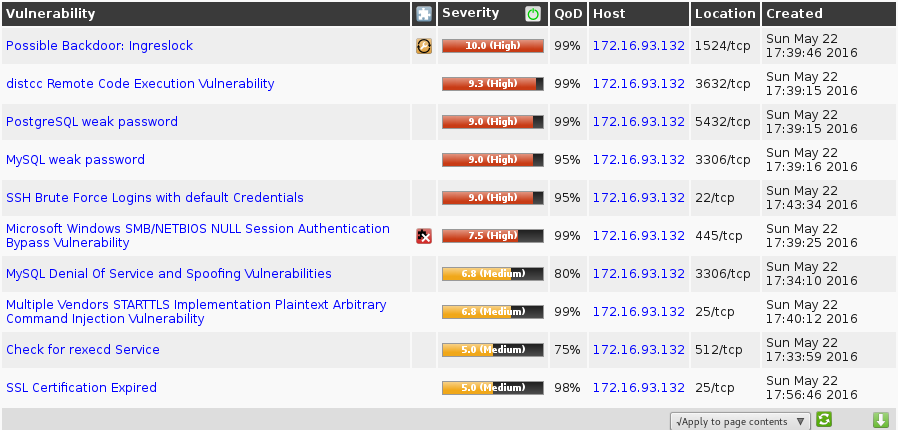 Vulnerability Severity QoD Host Location Created
Possible Backdoor: Ingreslock 10.0 (High) 99% 172.16.93.132 1524/tcp Sun May 22
17:39:46 2016
distcc Remote Code Execution Vulnerability 9.3 (High) 99% 172.16.93.132 3632/tcp Sun May 22
17:39:15 2016
PostgreSQL weak password 9.0 (High) 99% 172.16.93.132 5432/tcp Sun May 22
17:39:15 2016
MySQL weak password 9.0 (High) 95% 172.16.93.132 3306/tcp Sun May 22
17:39:16 2016
SSH Brute Force Logins with default Credentials 9.0 (High) 95% 172.16.93.132 22/tcp Sun May 22
17:43:34 2016
Microsoft Windows SMB/NETBIOS NULL Session Authentication 7.5 (High) 99% 172.16.93.132 445/tcp Sun May 22
Bypass Vulnerability 17:39:25 2016
MySQL Denial Of Service and Spoofing Vulnerabilities 6.8 (Medium) 80% 172.16.93.132 3306/tcp Sun May 22
17:34:10 2016
Multiple Vendors STARTTLS Implementation Plaintext Arbitrary 6.8 (Medium) 99% 172.16.93.132 25/tcp Sun May 22
Command Injection Vulnerability 17:40:12 2016
Check for rexecd Service 5.0 (Medium) 75% 172.16.93.132 512/tcp Sun May 22
17:33:59 2016
SSL Certification Expired 5.0 (Medium) 98% 172.16.93.132 25/tcp Sun May 22
17:56:46 2016
√Apply to page contents